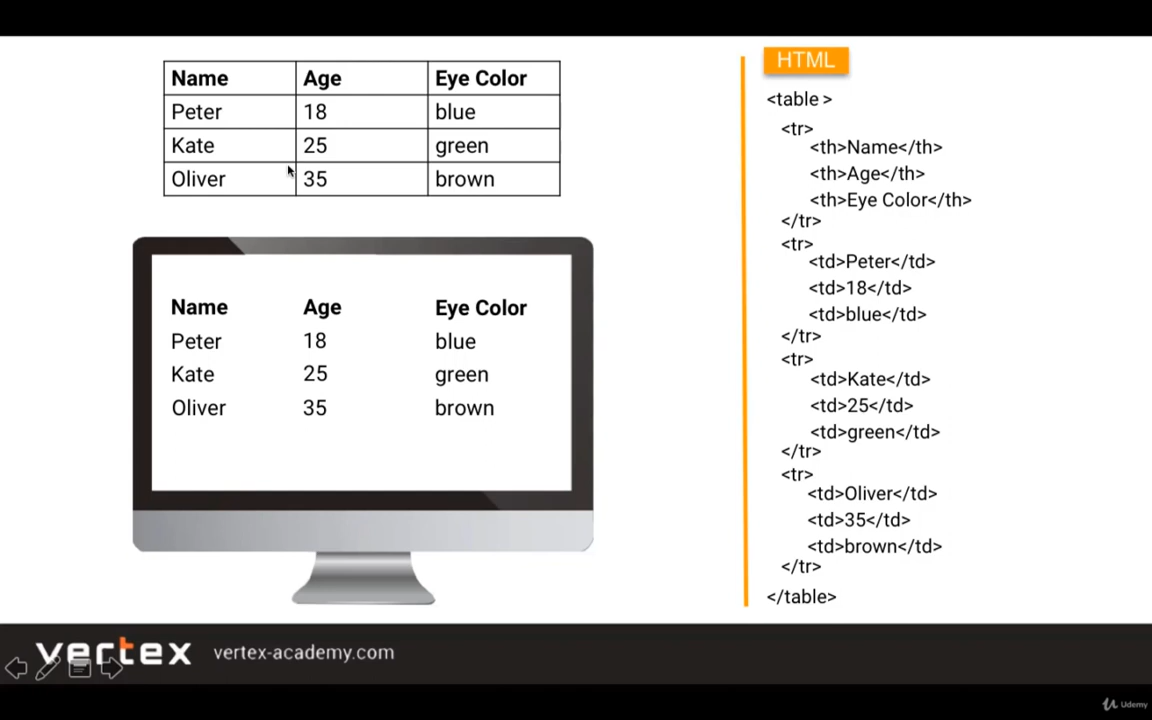 Name Age Eye Color
Peter 18 blue
Kate 25 green
Oliver 35 brown
Name Age Eye Color
Peter 18 blue
Kate 25 green
Oliver 35 brown
HTML
<table >
<tr>
<th>Name</th>
<th>Age</th>
<th>Eye Color</th>
</tr>
<tr>
<td>Peter</td>
<td>18</td>
<td>blue</td>
</tr>
<tr>
<td>Kate</td>
<td>25</td>
<td>green</td>
</tr>
<tr>
<td>Oliver</td>
<td>35</td>
<td>brown</td>
</tr>
</table>
vertex vertex-academy.com
Udemy